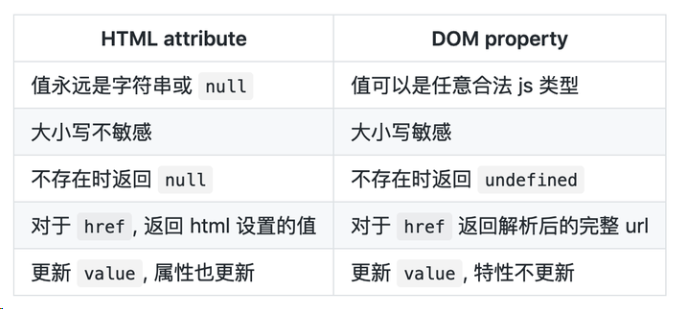 HTML attribute DOM property
值永远是字符串或 null 值可以是任意合法 js 类型
大小写不敏感 大小写敏感
不存在时返回 null 不存在时返回 undefined
对于 href, 返回 html 设置的值 对于 href 返回解析后的完整 url
更新 value, 属性也更新 更新 value, 特性不更新